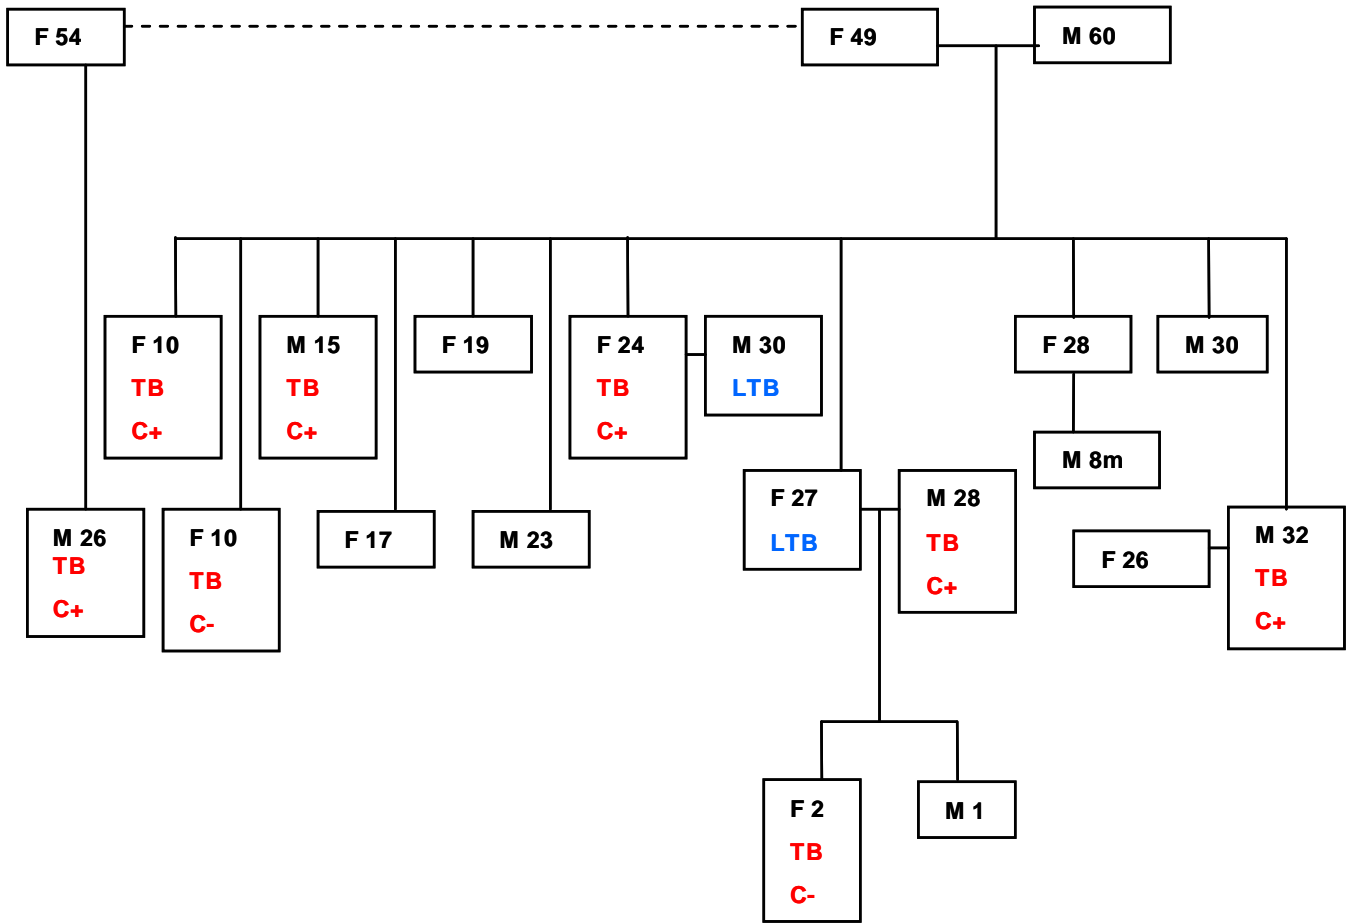 F 54
F 49
M 60
F 10
TB
C+
M 15
TB
C+
F 19
F 24
TB
C+
M 30
LTB
F 28
M 30
M 8m
F 27
LTB
M 28
TB
C+
M 26
TB
C+
F 10
TB
C-
F 17
M 23
F 26
M 32
TB
C+
F 2
TB
C-
M 1